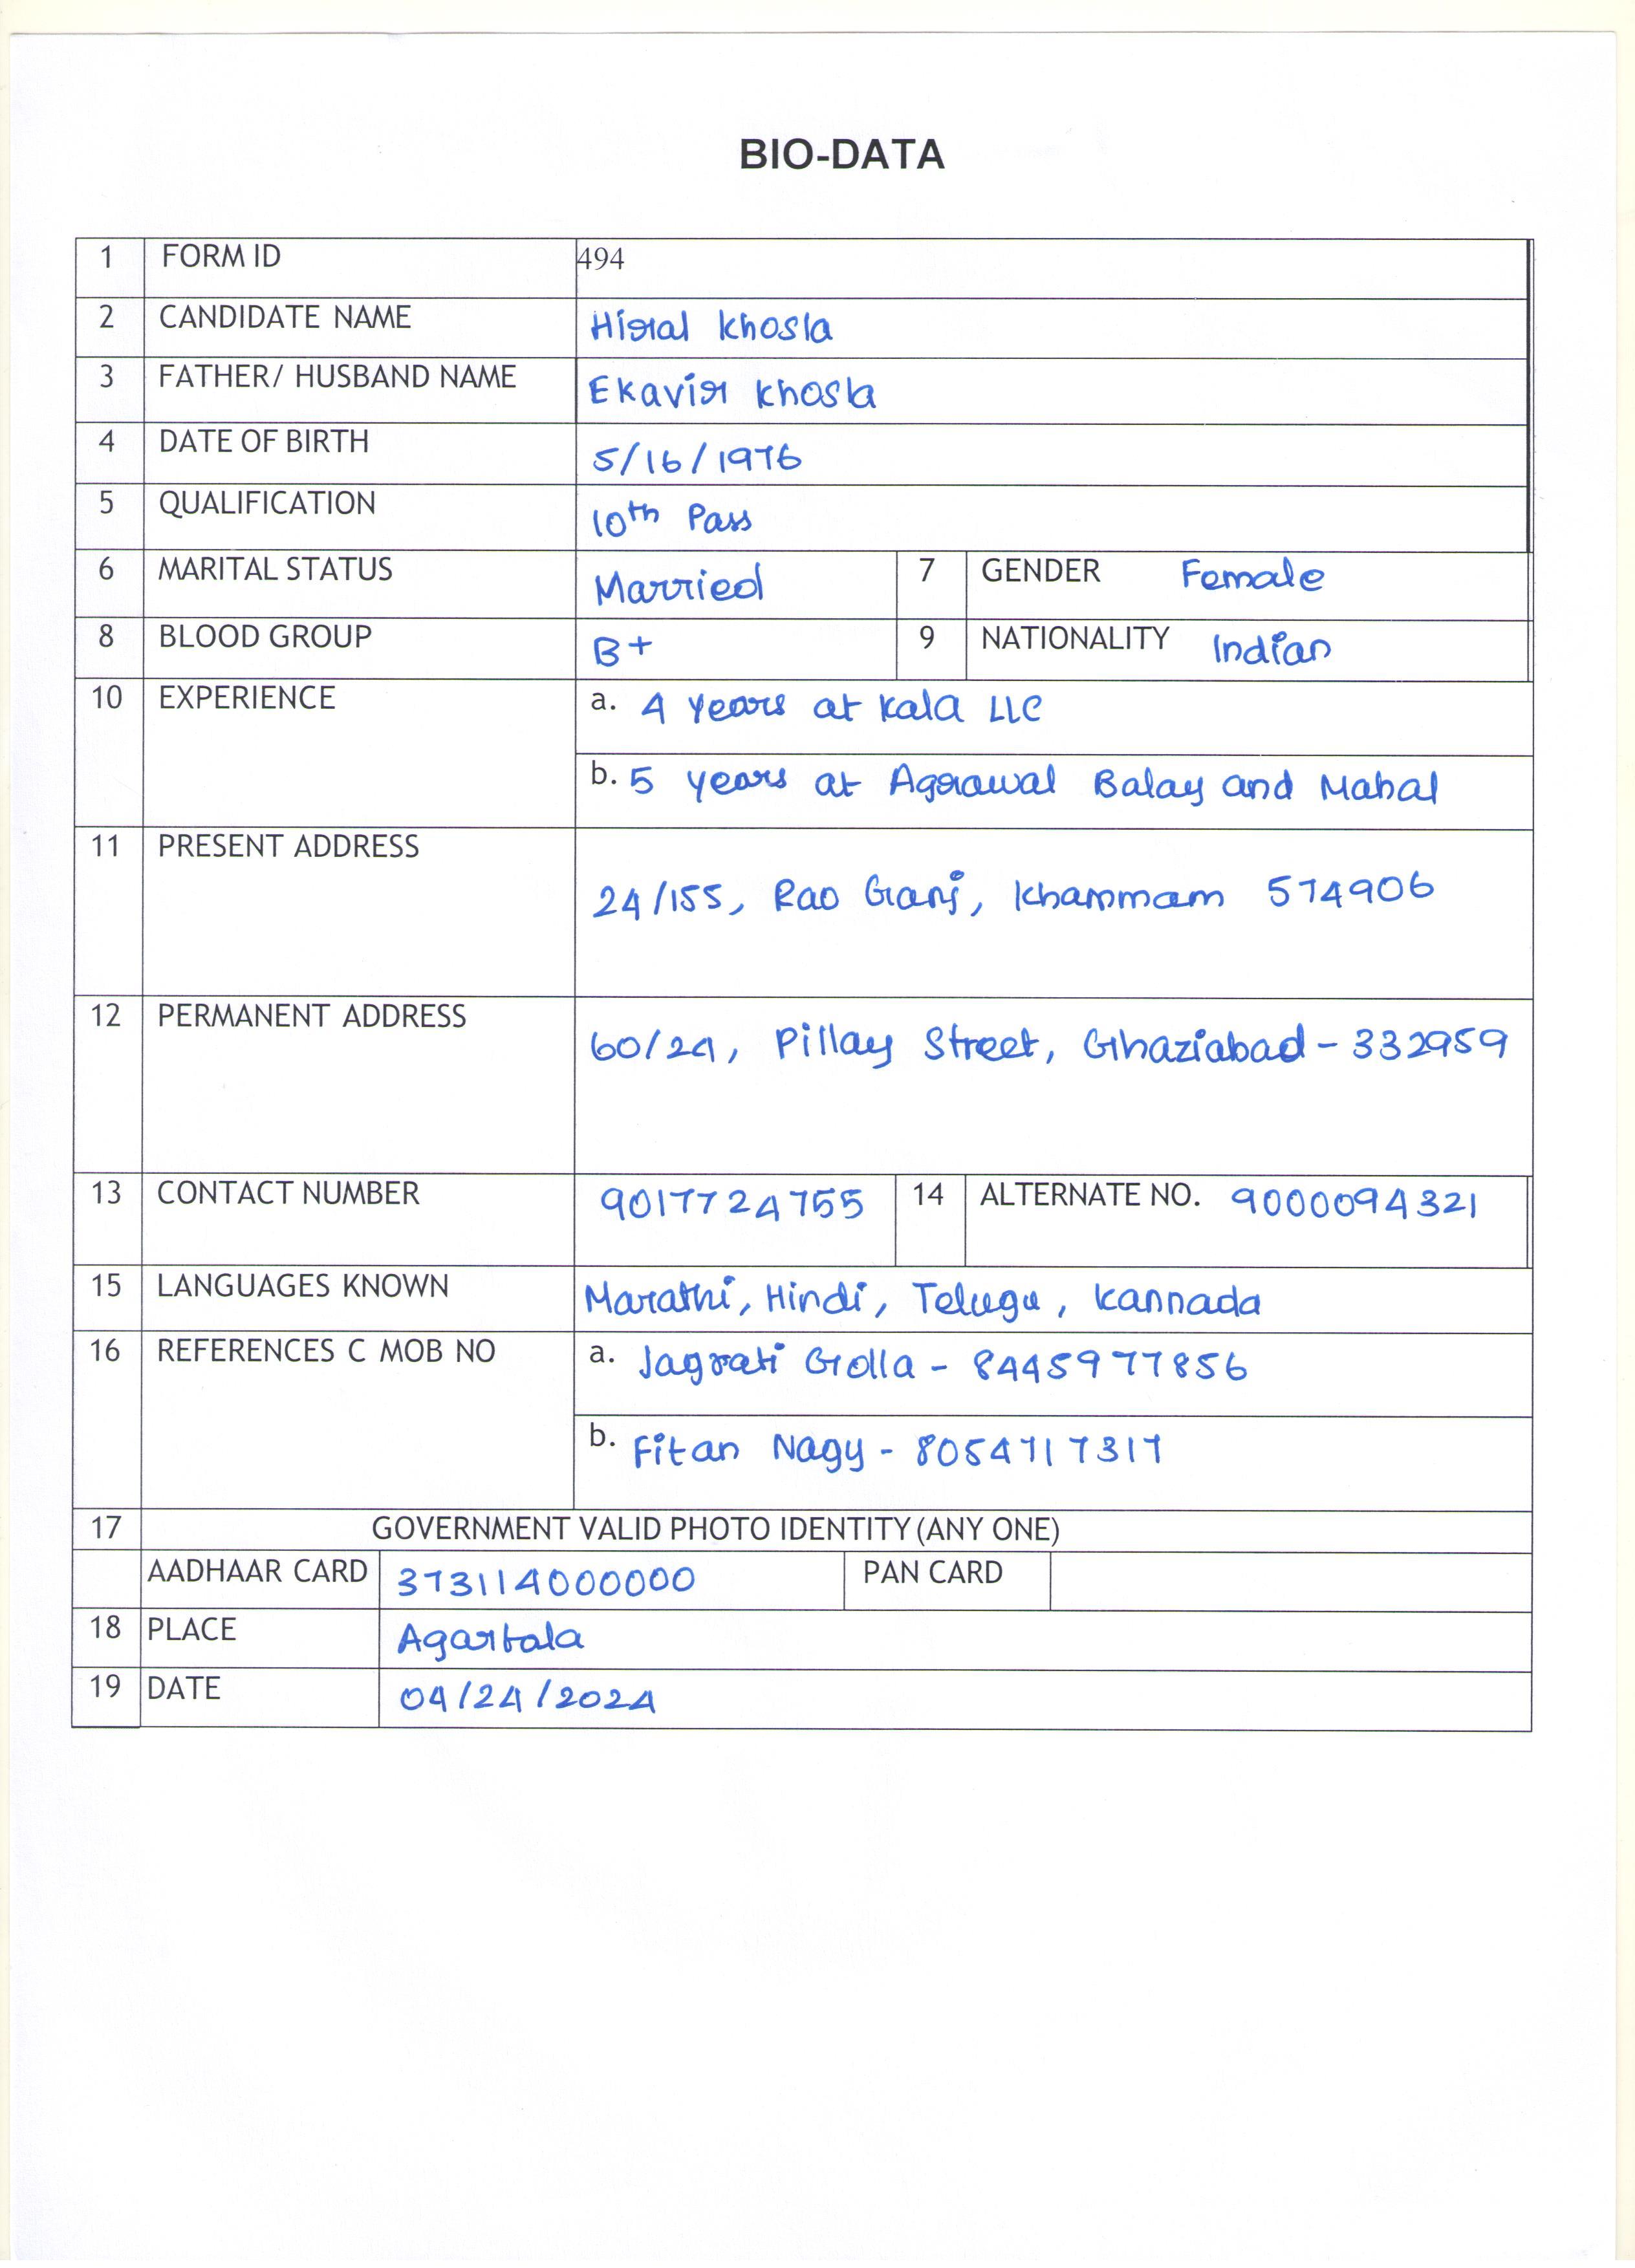 BIO-DATA
1 FORM ID 494
2 CANDIDATE NAME Hiral Khosla
3 FATHER/ HUSBAND NAME Ekavir Khosla
4 DATE OF BIRTH 5/16/1976
5 QUALIFICATION 10th Pass
6 MARITAL STATUS Married 7 GENDER Female
8 BLOOD GROUP B+ 9 NATIONALITY Indian
10 EXPERIENCE a. 4 years at Kala LLC
b. 5 years at Agrawal Balay and Mahal
11 PRESENT ADDRESS
24/155, Rao Ganj, Khammam 574906
12 PERMANENT ADDRESS
60/24, Pillay Street, Ghaziabad - 332959
13 CONTACT NUMBER 9017724755 14 ALTERNATE NO. 9000094321
15 LANGUAGES KNOWN Marathi, Hindi, Telugu, Kannada
16 REFERENCES C MOB NO a. Jagrati Golla - 8445977856
b. Fitan Nagy - 8054717317
17 GOVERNMENT VALID PHOTO IDENTITY (ANY ONE)
AADHAAR CARD 373114000000 PAN CARD
18 PLACE Agartala
19 DATE 04/24/2024